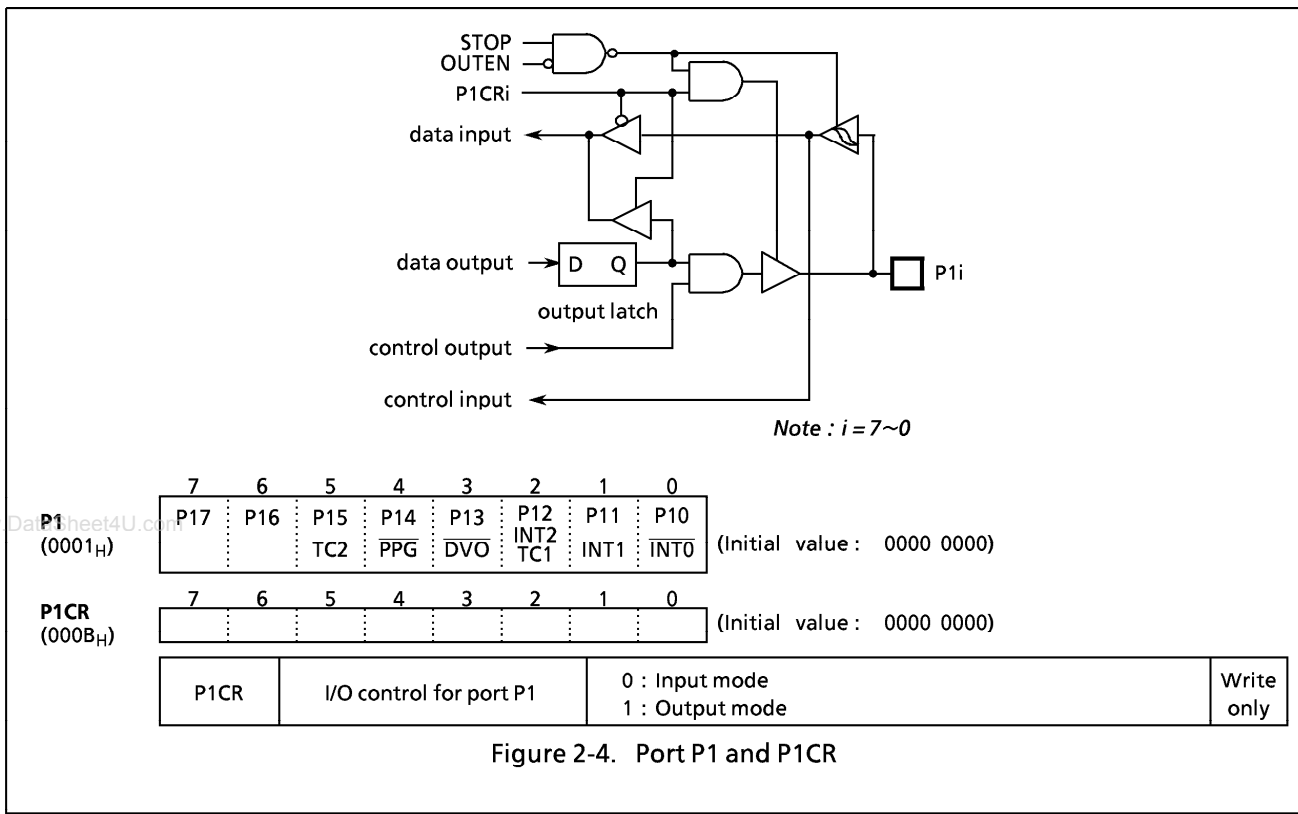 STOP
OUTEN
P1CRi
data input
data output
D Q
P1i
output latch
control output
control input
Note : i = 7~0
7 6 5 4 3 2 1 0
P1
(0001H)
P17 P16 P15 P14 P13 P12 P11 P10
TC2 PPG DVO INT2 TC1 INT1 INT0
(Initial value : 0000 0000)
DataSheet4U.com
7 6 5 4 3 2 1 0
P1CR
(000BH)
(Initial value : 0000 0000)
P1CR I/O control for port P1 0 : Input mode Write
1 : Output mode only
Figure 2-4. Port P1 and P1CR